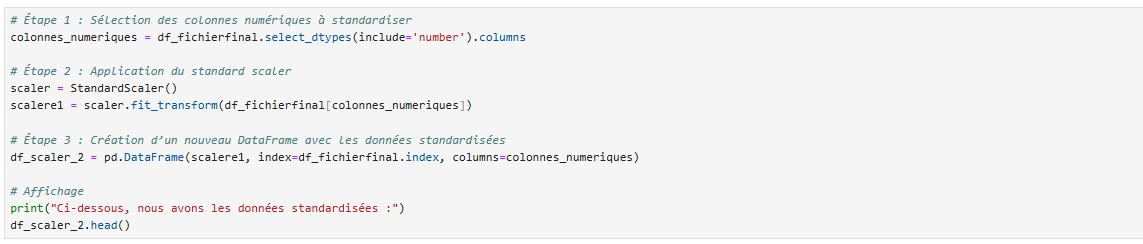 # Étape 1 : Sélection des colonnes numériques à standardiser
colonnes_numeriques = df_fichierfinal.select_dtypes(include='number').columns
# Étape 2 : Application du standard scaler
scaler = StandardScaler()
scalere1 = scaler.fit_transform(df_fichierfinal[colonnes_numeriques])
# Étape 3 : Création d’un nouveau DataFrame avec les données standardisées
df_scaler_2 = pd.DataFrame(scalere1, index=df_fichierfinal.index, columns=colonnes_numeriques)
# Affichage
print("Ci-dessous, nous avons les données standardisées :")
df_scaler_2.head()